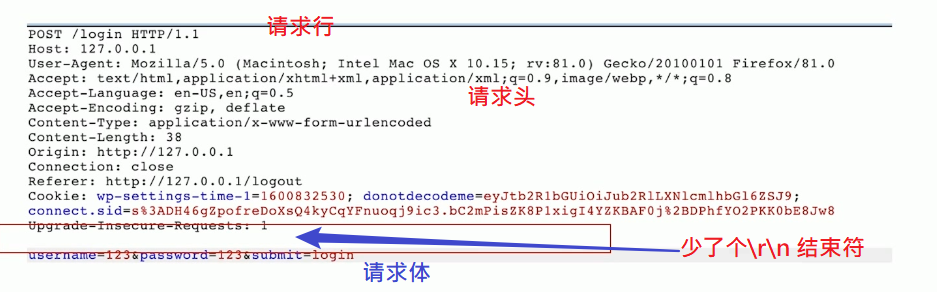 请求行
POST /login HTTP/1.1
Host: 127.0.0.1
User-Agent: Mozilla/5.0 (Macintosh; Intel Mac OS X 10.15; rv:81.0) Gecko/20100101 Firefox/81.0
Accept: text/html,application/xhtml+xml,application/xml;q=0.9,image/webp,*/*;q=0.8
Accept-Language: en-US,en;q=0.5
请求头
Accept-Encoding: gzip, deflate
Content-Type: application/x-www-form-urlencoded
Content-Length: 38
Origin: http://127.0.0.1
Connection: close
Referer: http://127.0.0.1/logout
Cookie: wp-settings-time-1=1600832530; donotdecodeme=eyJtb2RlbGUiOiJub2RlLXNlcmlhbGl6ZSJ9;
connect.sid=s%3ADH46gZpofreDoXsQ4kyCqYFnuoqj9ic3.bC2mPisZK8PlxigI4YZKBAF0j%2BDPhfYO2PKK0bE8Jw8
Upgrade-Insecure-Requests: 1
少了个\r\n 结束符
username=123&password=123&submit=login
请求体